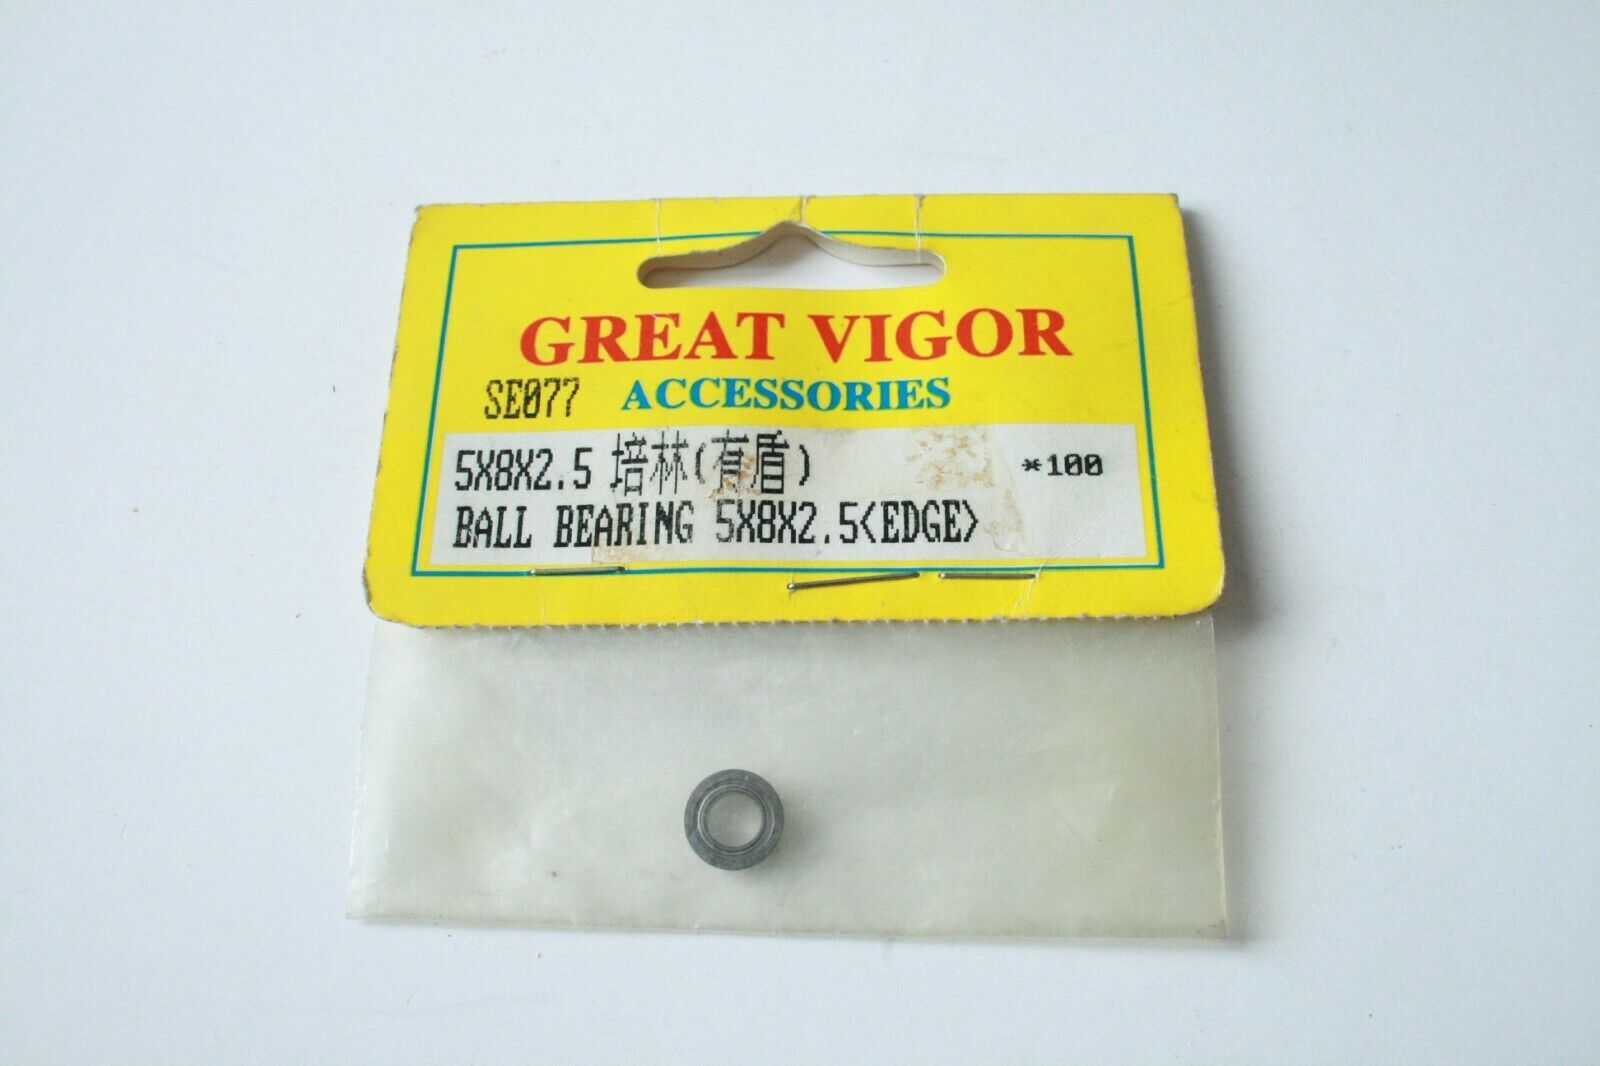 GREAT VIGOR
SE077 ACCESSORIES
5X8X2.5 培林(有盾) *100
BALL BEARING 5X8X2.5<EDGE>